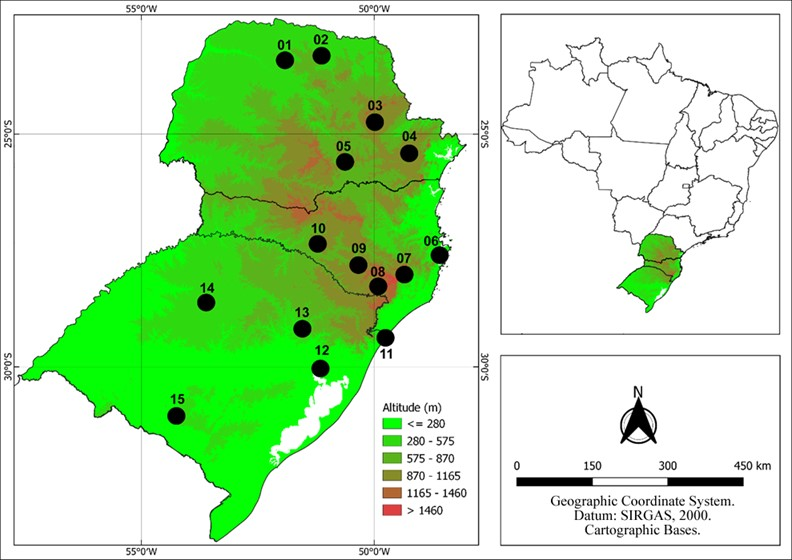 55°0'W
50°0'W
01
02
03
25°0'S
25°0'S
04
05
06
10
09
07
08
14
13
11
12
30°0'S
30°0'S
15
Altitude (m)
<= 280
280 - 575
575 - 870
870 - 1165
1165 - 1460
> 1460
55°0'W
50°0'W
N
0 150 300 450 km
Geographic Coordinate System.
Datum: SIRGAS, 2000.
Cartographic Bases.